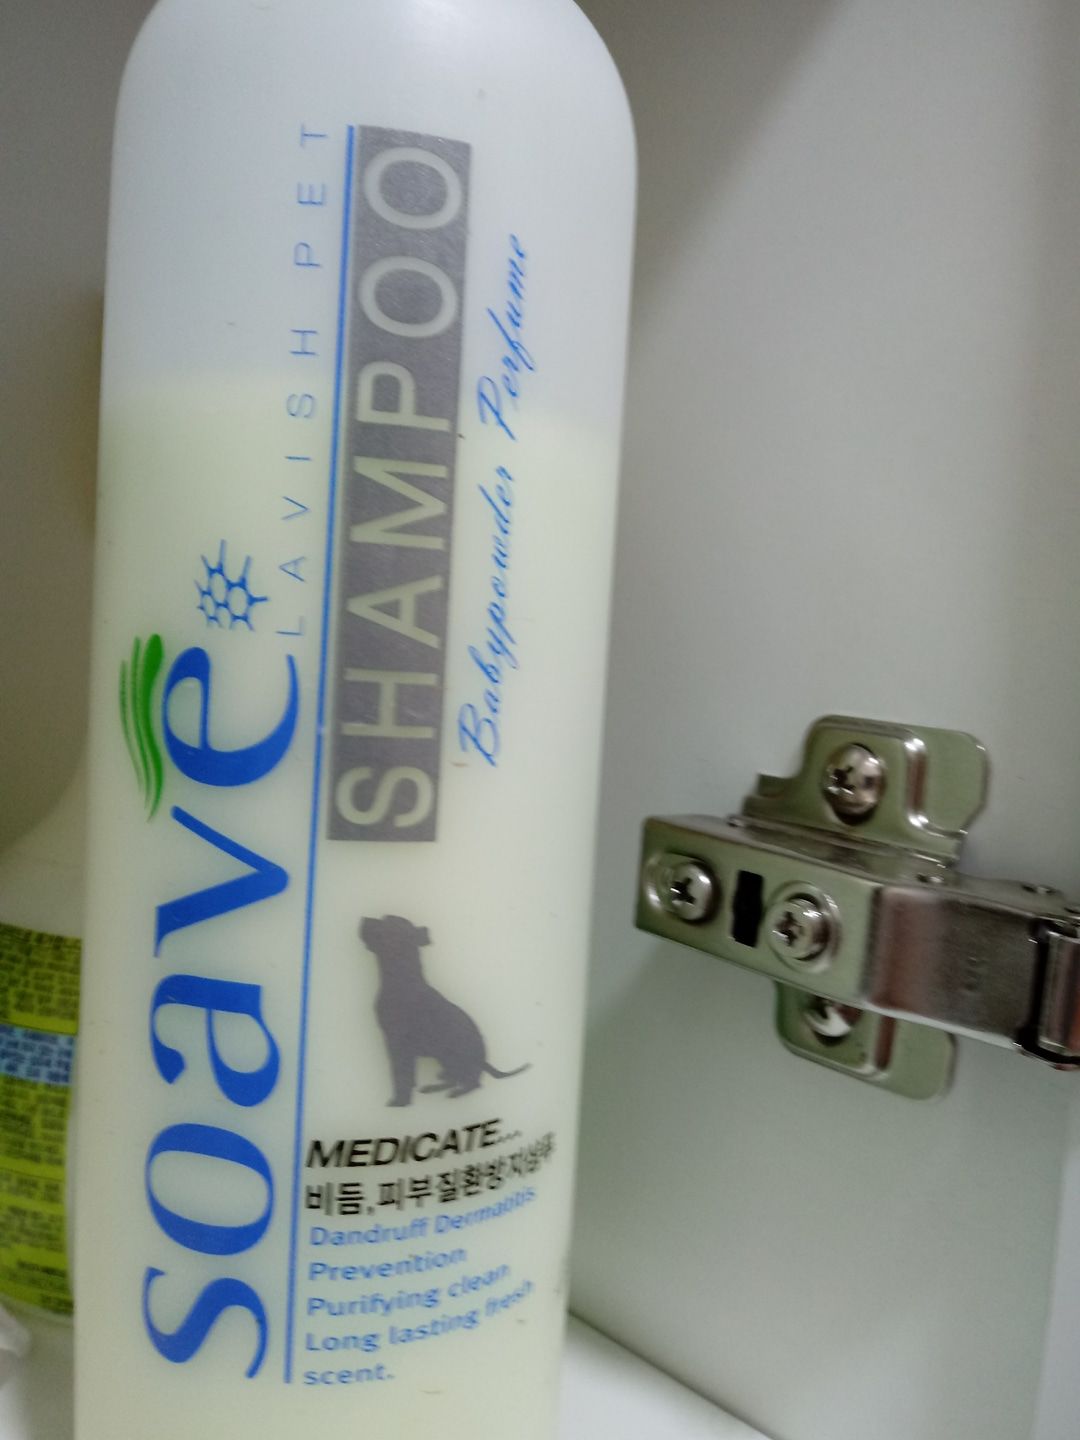 soave
LAVISH PET
SHAMPOO
Babypowder Perfume
MEDICATE...
비듬,피부질환방지샴푸
Dandruff Dermatitis
Prevention
Purifying clean
Long lasting fresh
scent.